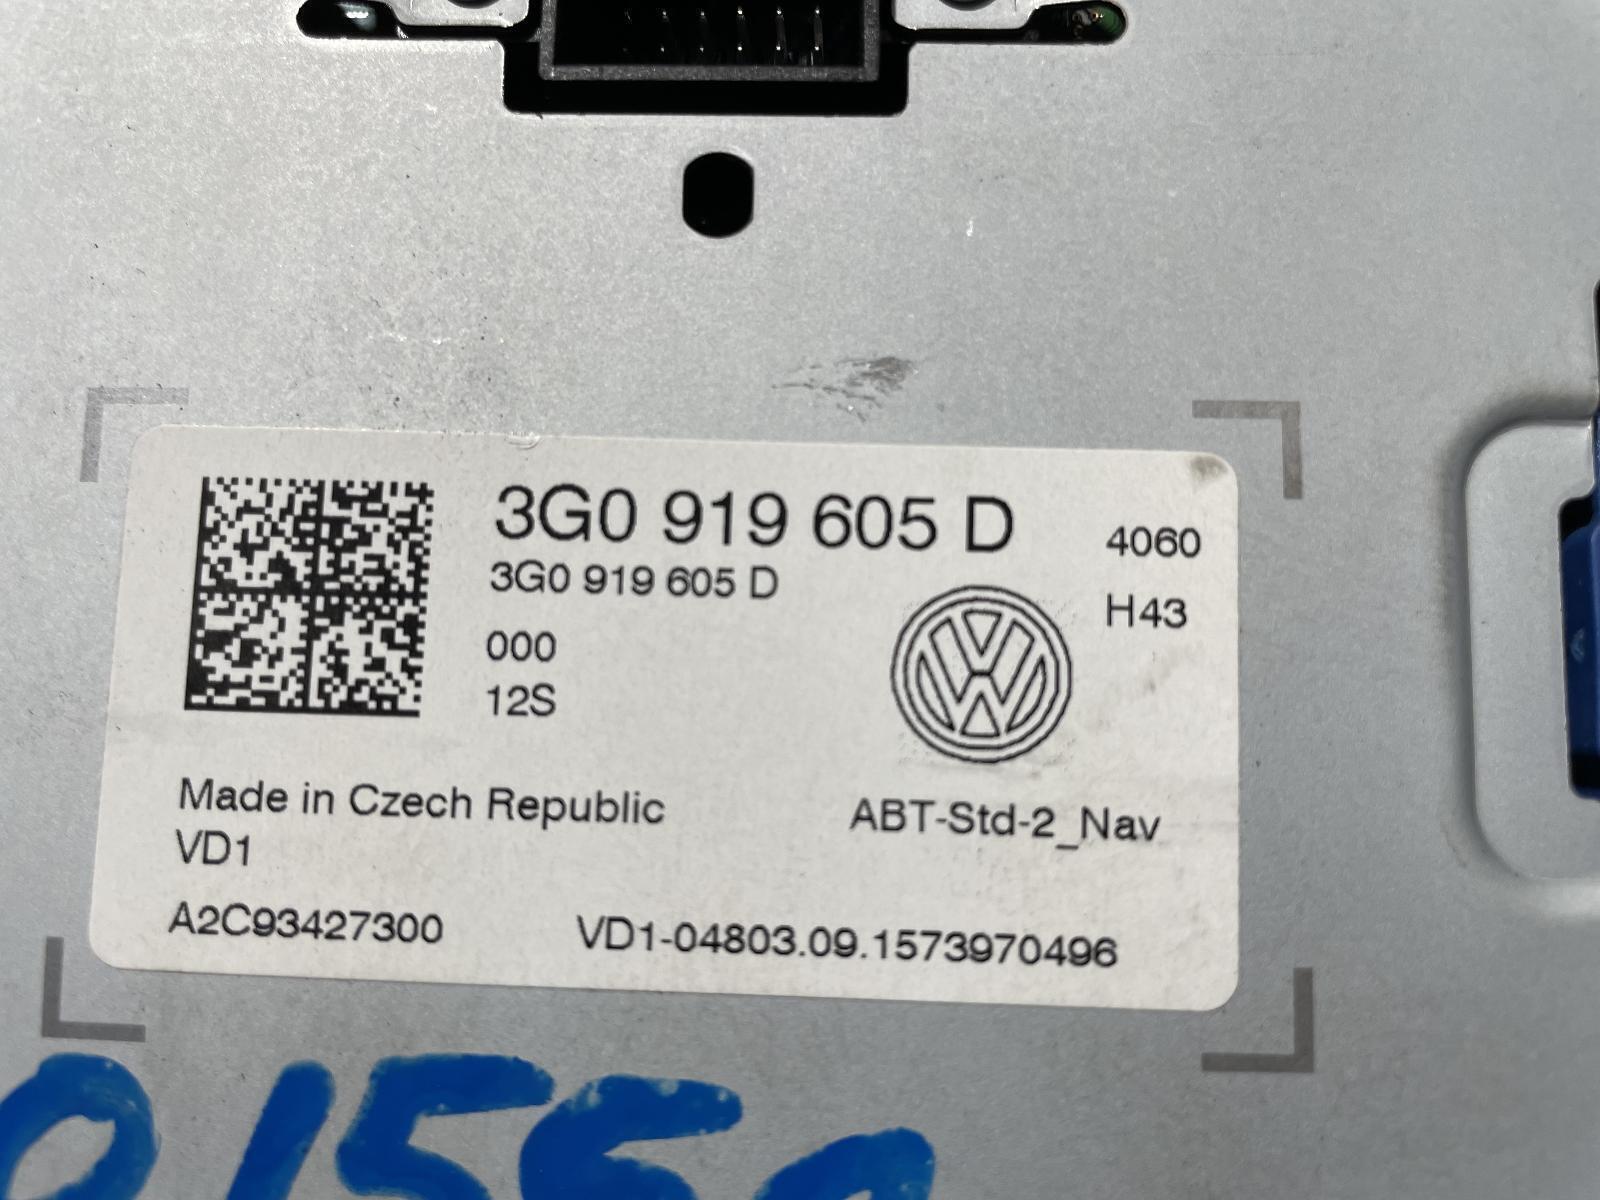 3G0 919 605 D
4060
3G0 919 605 D
H43
000
12S
Made in Czech Republic
ABT-Std-2_Nav
VD1
A2C93427300
VD1-04803.09.1573970496